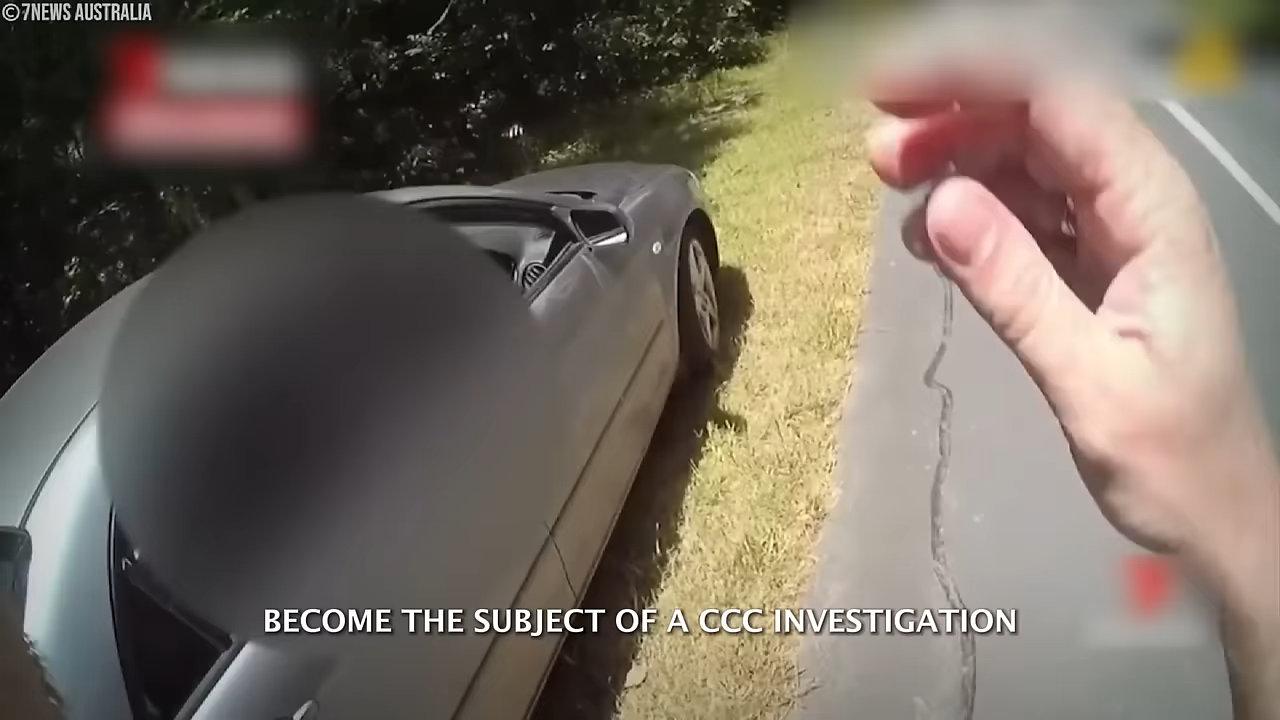 ©7NEWS AUSTRALIA
BECOME THE SUBJECT OF A CCC INVESTIGATION